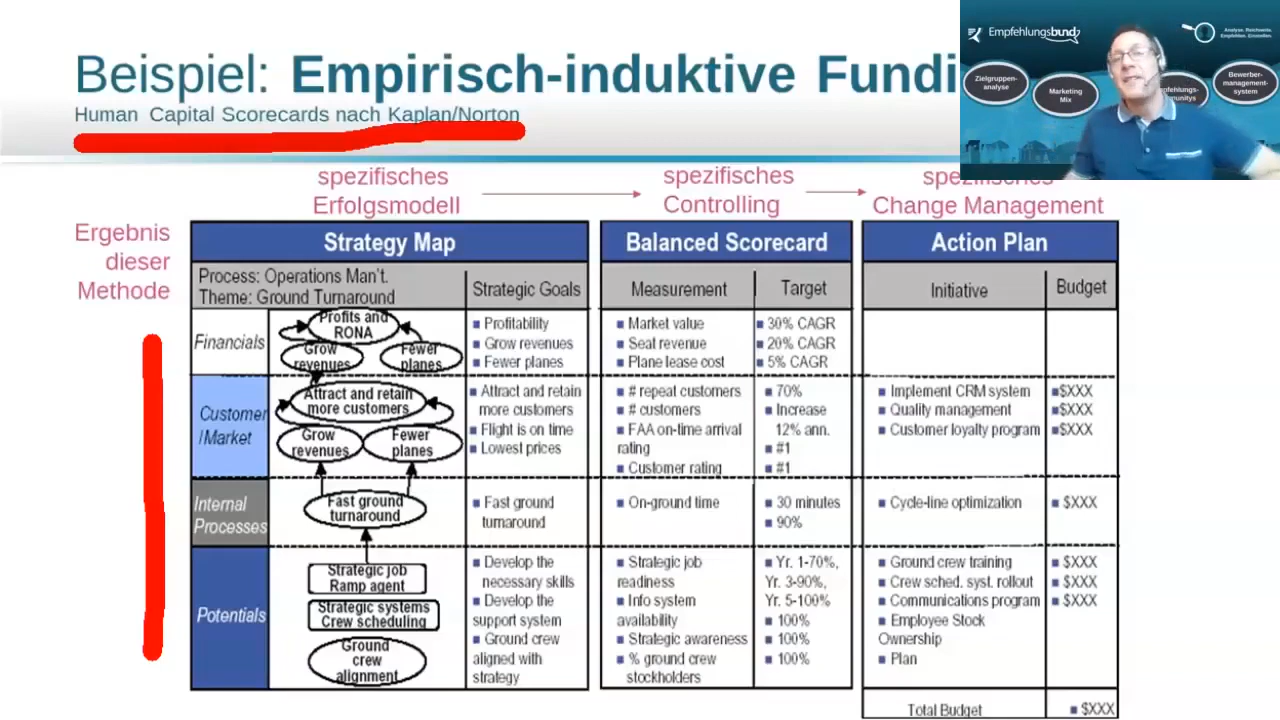 Beispiel: Empirisch-induktive Fundi
Human Capital Scorecards nach Kaplan/Norton
Empfehlungsbund
Analyse. Reichweite.
Empfehlen. Einstellen.
Zielgruppen-
analyse
Marketing
Mix
Bewerber-
management-
system
spezifisches
Erfolgsmodell
spezifisches
Controlling
spezifisches
Change Management
Ergebnis
dieser
Methode
Strategy Map
Process: Operations Man't.
Theme: Ground Turnaround
Strategic Goals
Financials
Profits and
RONA
Grow
revenues
Fewer
planes
Profitability
Grow revenues
Fewer planes
Customer
/Market
Attract and retain
more customers
Grow
revenues
Fewer
planes
Attract and retain
more customers
Flight is on time
Lowest prices
Internal
Processes
Fast ground
turnaround
Fast ground
turnaround
Potentials
Strategic job
Ramp agent
Strategic systems
Crew scheduling
Ground
crew
alignment
Develop the
necessary skills
Develop the
support system
Ground crew
aligned with
strategy
Balanced Scorecard
Measurement
Target
Market value
30% CAGR
Seat revenue
20% CAGR
Plane lease cost
5% CAGR
# repeat customers
70%
# customers
Increase
FAA on-time arrival
12% ann.
rating
#1
Customer rating
#1
On-ground time
30 minutes
90%
Strategic job
Yr. 1-70%,
readiness
Yr. 3-90%,
Info system
Yr. 5-100%
availability
100%
Strategic awareness
100%
% ground crew
100%
stockholders
Action Plan
Initiative
Budget
Implement CRM system
$XXX
Quality management
$XXX
Customer loyalty program
$XXX
Cycle-line optimization
$XXX
Ground crew training
$XXX
Crew sched. syst. rollout
$XXX
Communications program
$XXX
Employee Stock
Ownership
Plan
Total Budget
$XXX